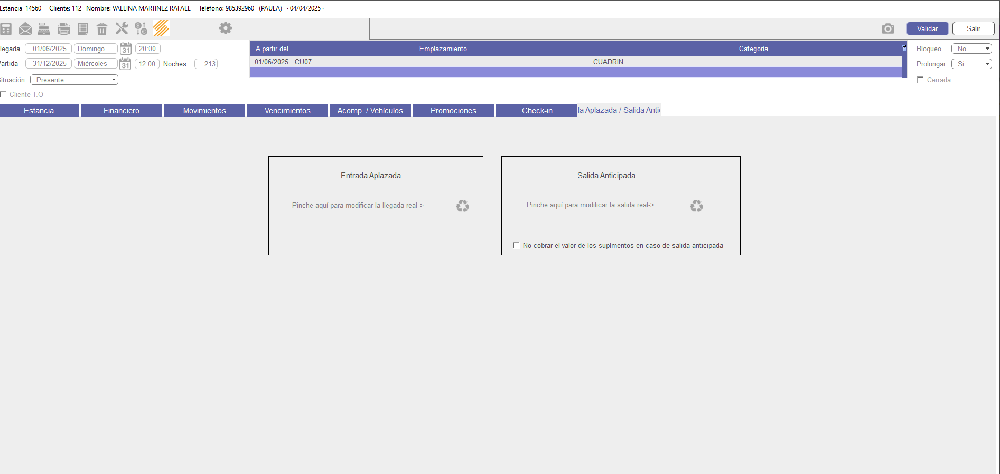 Estancia 14560 Cliente: 112 Nombre: VALLINA MARTINEZ RAFAEL Teléfono: 985392960 (PAULA) · 04/04/2025 ·
Validar Salir
legada 01/06/2025 Domingo 31 20:00
Partida 31/12/2025 Miércoles 31 12:00 Noches 213
Situación Presente
Cliente T.O
A partir del Emplazamiento Categoría
01/06/2025 CU07 CUADRIN
Bloqueo No
Prolongar Sí
Cerrada
Estancia Financiero Movimientos Vencimientos Acomp. / Vehículos Promociones Check-in da Aplazada / Salida Anti
Entrada Aplazada
Pinche aquí para modificar la llegada real->
Salida Anticipada
Pinche aquí para modificar la salida real->
No cobrar el valor de los suplmentos en caso de salida anticipada